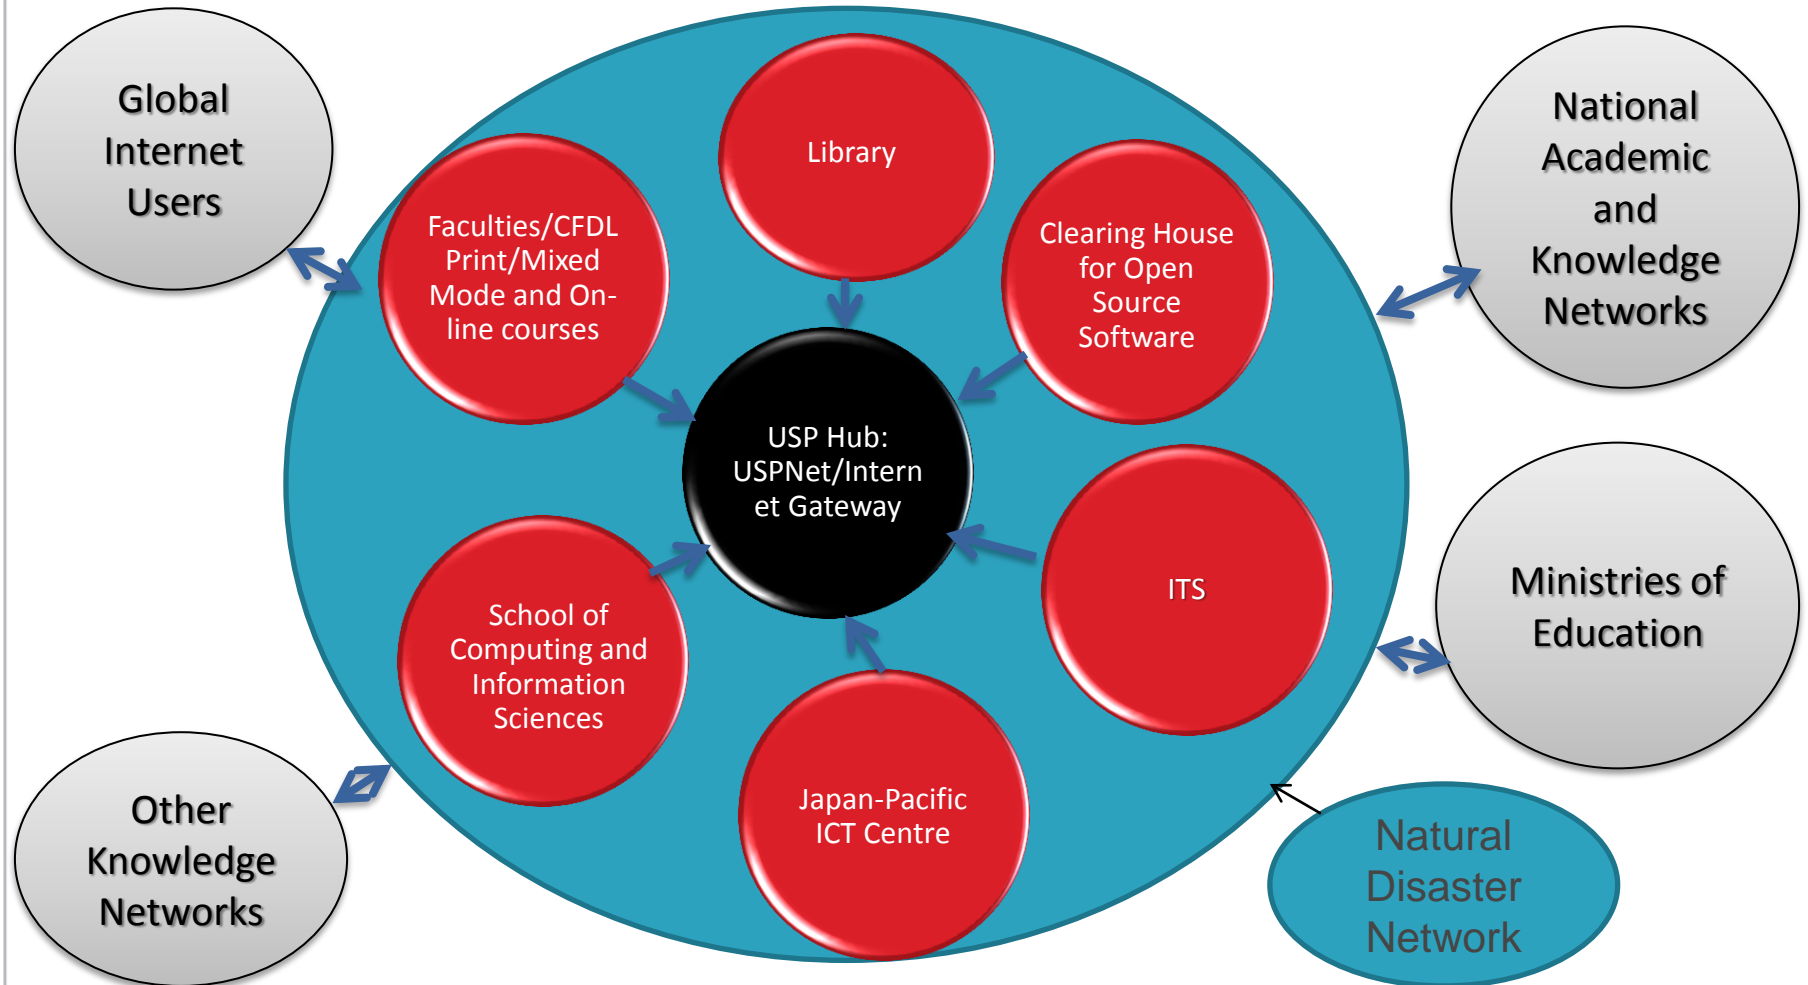 Global
Internet
Users
Library
National
Academic
and
Knowledge
Networks
Faculties/CFDL
Print/Mixed
Mode and On-
line courses
Clearing House
for Open
Source
Software
USP Hub:
USPNet/Intern
et Gateway
School of
Computing and
Information
Sciences
ITS
Ministries of
Education
Japan-Pacific
ICT Centre
Other
Knowledge
Networks
Natural
Disaster
Network